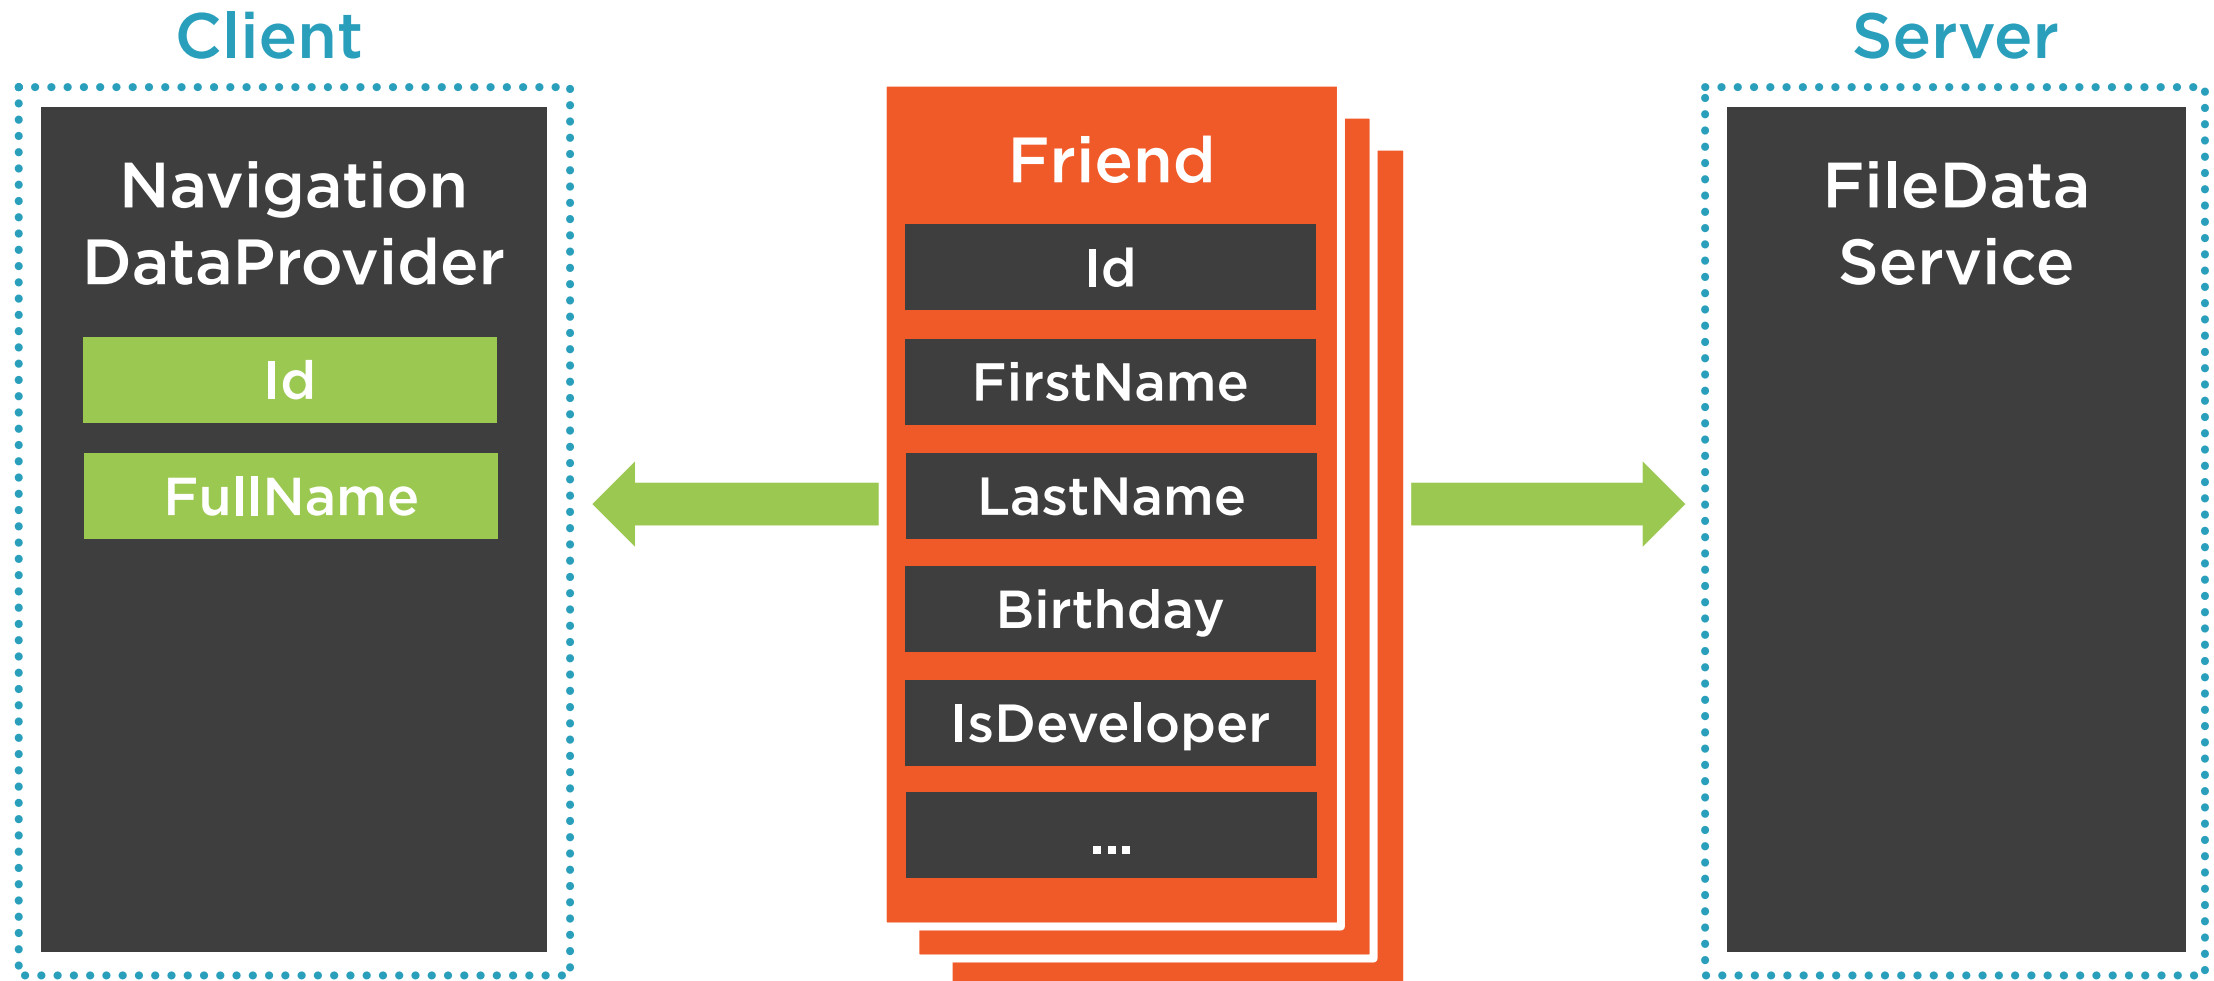 Client
Navigation
DataProvider
Id
FullName
Friend
Id
FirstName
LastName
Birthday
IsDeveloper
...
Server
FileData
Service